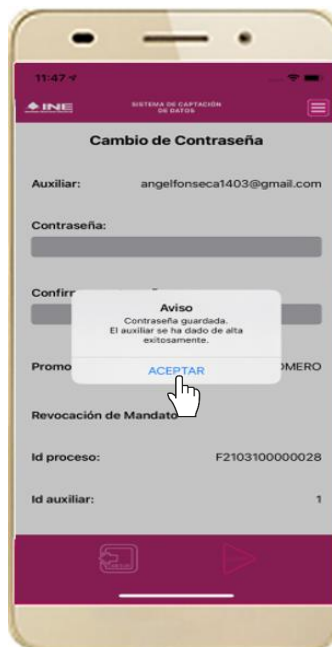 11:47
INE
SISTEMA DE CAPTACIÓN
DE DATOS
Cambio de Contraseña
Auxiliar: angelfonseca1403@gmail.com
Contraseña:
Confirm
Aviso
Contraseña guardada.
El auxiliar se ha dado de alta
exitosamente.
ACEPTAR
Promo OMERO
Revocación de Mandato
Id proceso: F2103100000028
Id auxiliar: 1